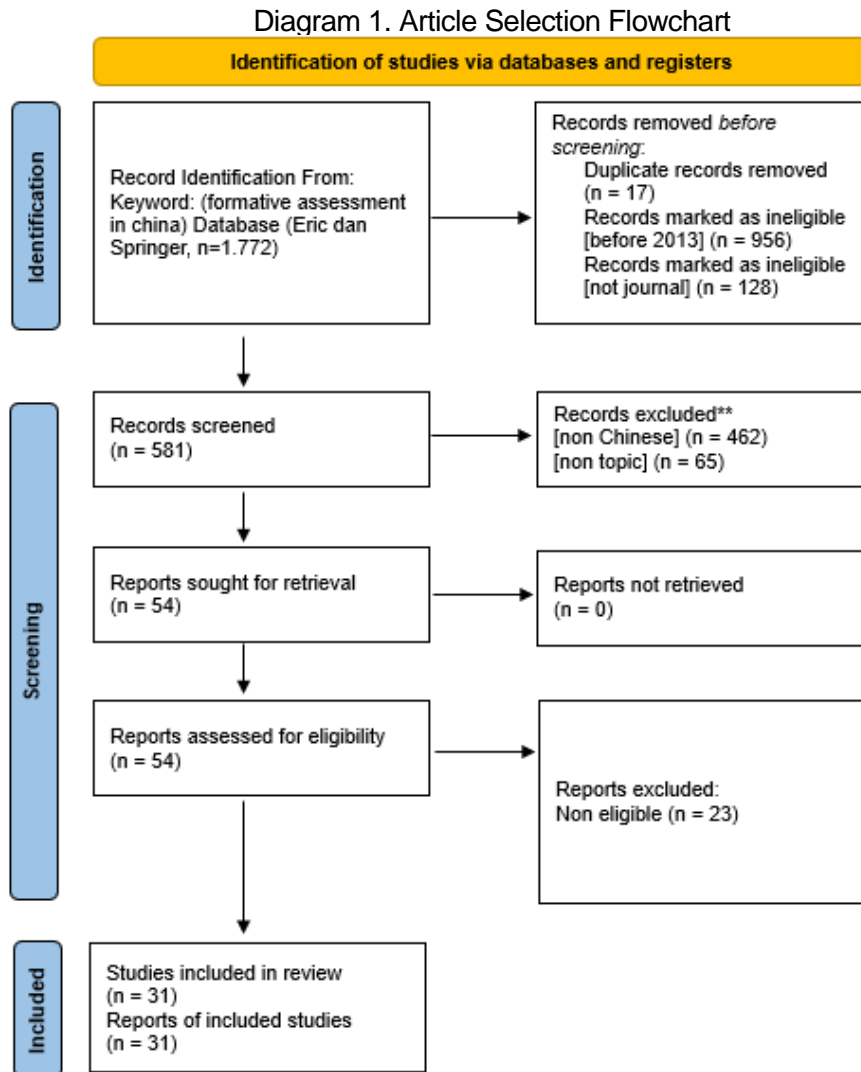 Diagram 1. Article Selection Flowchart
Identification of studies via databases and registers
Identification
Record Identification From:
Keyword: (formative assessment
in china) Database (Eric dan
Springer, n=1.772)
Records removed before
screening:
Duplicate records removed
(n = 17)
Records marked as ineligible
[before 2013] (n = 956)
Records marked as ineligible
[not journal] (n = 128)
Screening
Records screened
(n = 581)
Records excluded**
[non Chinese] (n = 462)
[non topic] (n = 65)
Reports sought for retrieval
(n = 54)
Reports not retrieved
(n = 0)
Reports assessed for eligibility
(n = 54)
Reports excluded:
Non eligible (n = 23)
Included
Studies included in review
(n = 31)
Reports of included studies
(n = 31)